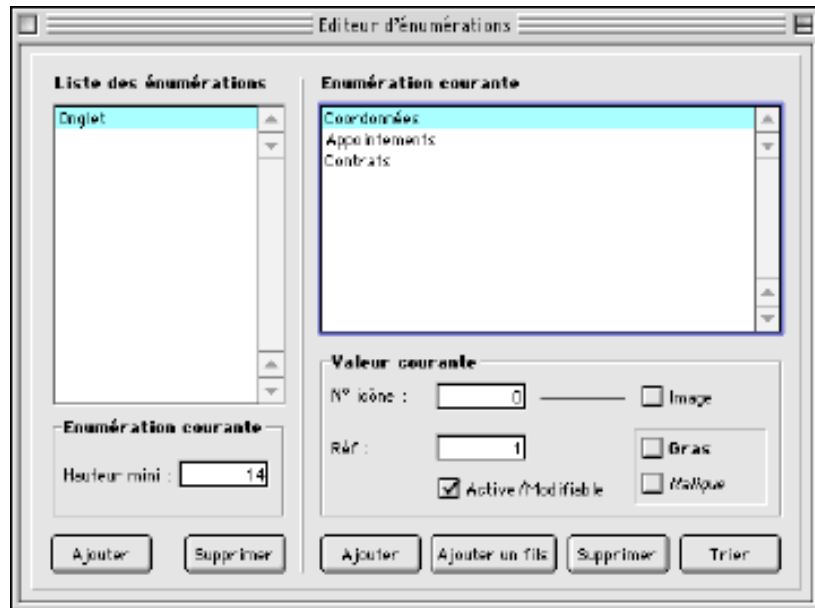 Editeur d'énumérations
Liste des énumérations
Onglet
Enumération courante
Hauteur mini : 14
Ajouter
Supprimer
Enumération courante
Coordonnées
Appointements
Contrats
Valeur courante
N° icône : 0
Image
Réf : 1
Gras
Active/Modifiable
Italique
Ajouter
Ajouter un fils
Supprimer
Trier